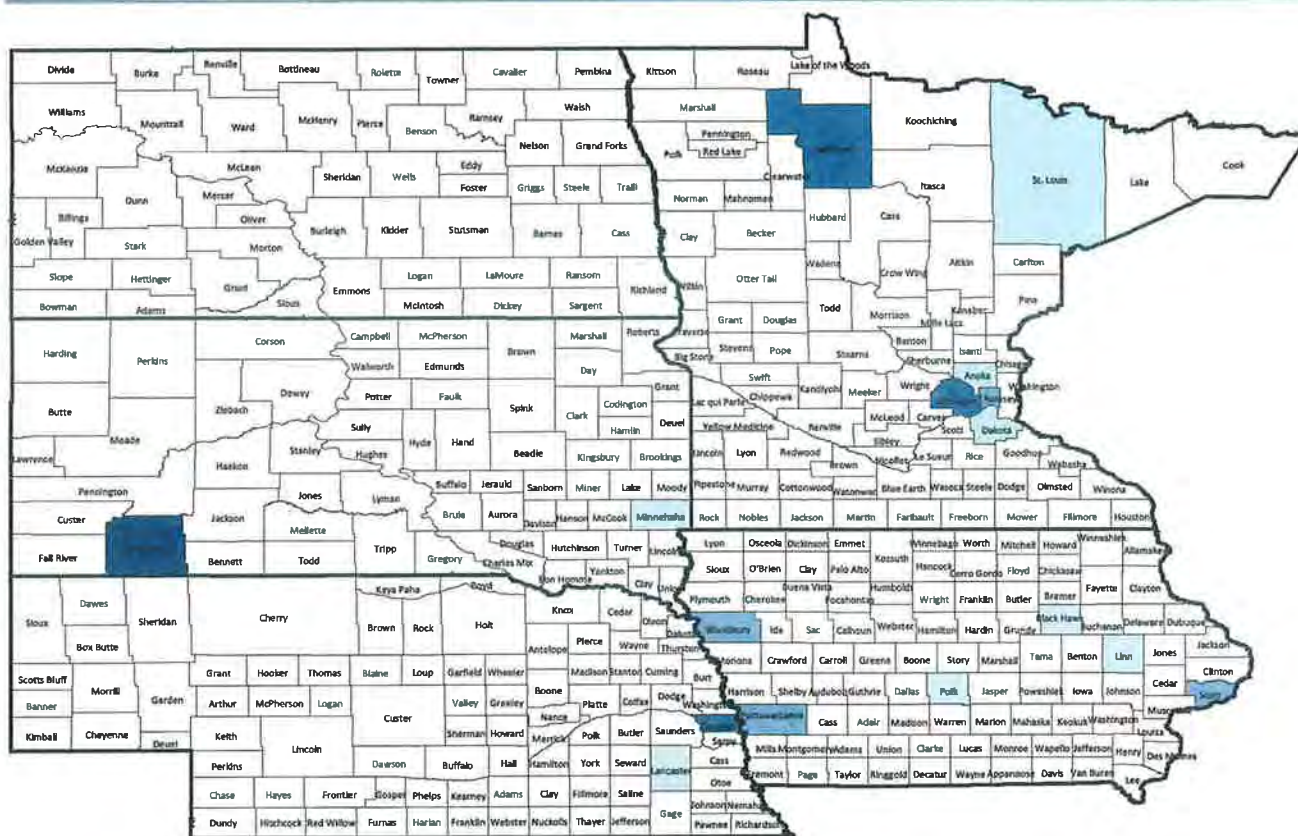 Divide
Burke
Renville
Bottineau
Rolette
Towner
Cavalier
Pembina
Williams
Mountrail
Ward
McHenry
Pierce
Benson
Ramsey
Walsh
Nelson
Grand Forks
McKenzie
McLean
Sheridan
Wells
Eddy
Foster
Griggs
Steele
Traill
Dunn
Mercer
Oliver
Billings
Golden Valley
Stark
Morton
Burleigh
Kidder
Stutsman
Barnes
Cass
Slope
Hettinger
Grant
Sioux
Emmons
Logan
LaMoure
Ransom
Richland
Bowman
Adams
McIntosh
Dickey
Sargent
Kittson
Roseau
Lake of the Woods
Marshall
Koochiching
Pennington
Red Lake
Polk
Clearwater
St. Louis
Lake
Cook
Itasca
Norman
Mahnomen
Hubbard
Cass
Clay
Becker
Wadena
Crow Wing
Aitkin
Carlton
Wilkin
Otter Tail
Todd
Morrison
Mille Lacs
Kanabec
Pine
Grant
Douglas
Traverse
Stevens
Pope
Stearns
Benton
Sherburne
Isanti
Chisago
Big Stone
Swift
Kandiyohi
Meeker
Wright
Anoka
Washington
Ramsey
Lac qui Parle
Chippewa
McLeod
Carver
Scott
Dakota
Yellow Medicine
Renville
Sibley
Lincoln
Lyon
Redwood
Brown
Nicollet
Le Sueur
Rice
Goodhue
Wabasha
Pipestone
Murray
Cottonwood
Watonwan
Blue Earth
Waseca
Steele
Dodge
Olmsted
Winona
Rock
Nobles
Jackson
Martin
Faribault
Freeborn
Mower
Fillmore
Houston
Harding
Perkins
Corson
Campbell
McPherson
Brown
Marshall
Roberts
Walworth
Edmunds
Day
Butte
Dewey
Ziebach
Potter
Faulk
Spink
Clark
Codington
Grant
Hamlin
Deuel
Meade
Sully
Hyde
Hand
Beadle
Kingsbury
Brookings
Lawrence
Haakon
Stanley
Hughes
Pennington
Jones
Lyman
Buffalo
Jerauld
Sanborn
Miner
Lake
Moody
Custer
Jackson
Mellette
Brule
Aurora
Davison
Hanson
McCook
Minnehaha
Fall River
Bennett
Todd
Tripp
Gregory
Douglas
Charles Mix
Hutchinson
Turner
Lincoln
Bon Homme
Yankton
Clay
Union
Sioux
Dawes
Sheridan
Cherry
Keya Paha
Boyd
Brown
Rock
Holt
Knox
Cedar
Dixon
Dakota
Box Butte
Antelope
Pierce
Wayne
Thurston
Scotts Bluff
Morrill
Garden
Grant
Hooker
Thomas
Blaine
Loup
Garfield
Wheeler
Madison
Stanton
Cuming
Burt
Banner
Arthur
McPherson
Logan
Custer
Valley
Greeley
Boone
Platte
Colfax
Dodge
Washington
Kimball
Cheyenne
Deuel
Keith
Lincoln
Sherman
Howard
Nance
Merrick
Polk
Butler
Saunders
Sarpy
Perkins
Dawson
Buffalo
Hall
Hamilton
York
Seward
Lancaster
Cass
Otoe
Chase
Hayes
Frontier
Gosper
Phelps
Kearney
Adams
Clay
Fillmore
Saline
Gage
Johnson
Nemaha
Dundy
Hitchcock
Red Willow
Furnas
Harlan
Franklin
Webster
Nuckolls
Thayer
Jefferson
Pawnee
Richardson
Lyon
Osceola
Dickinson
Emmet
Kossuth
Winnebago
Worth
Mitchell
Howard
Winneshiek
Allamakee
Sioux
O'Brien
Clay
Palo Alto
Hancock
Cerro Gordo
Floyd
Chickasaw
Fayette
Clayton
Plymouth
Cherokee
Buena Vista
Pocahontas
Humboldt
Wright
Franklin
Butler
Bremer
Woodbury
Ida
Sac
Calhoun
Webster
Hamilton
Hardin
Grundy
Black Hawk
Buchanan
Delaware
Dubuque
Monona
Crawford
Carroll
Greene
Boone
Story
Marshall
Tama
Benton
Linn
Jones
Jackson
Clinton
Harrison
Shelby
Audubon
Guthrie
Dallas
Polk
Jasper
Poweshiek
Iowa
Johnson
Cedar
Scott
Pottawattamie
Cass
Adair
Madison
Warren
Marion
Mahaska
Keokuk
Washington
Louisa
Mills
Montgomery
Adams
Union
Clarke
Lucas
Monroe
Wapello
Jefferson
Henry
Des Moines
Fremont
Page
Taylor
Ringgold
Decatur
Wayne
Appanoose
Davis
Van Buren
Lee